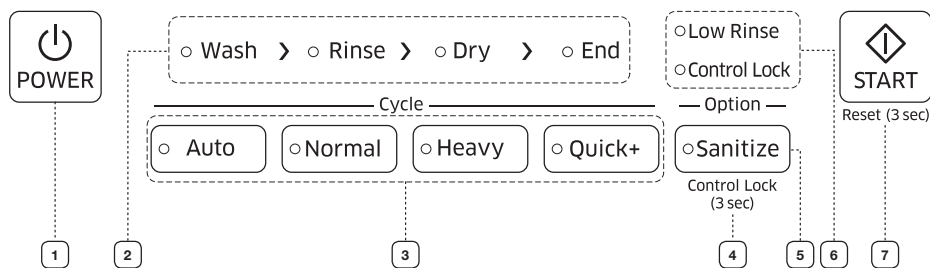 POWER
Wash › Rinse › Dry › End
Low Rinse
Control Lock
START
Reset (3 sec)
Cycle
Option
Auto
Normal
Heavy
Quick+
Sanitize
Control Lock
(3 sec)
1
2
3
4
5
6
7